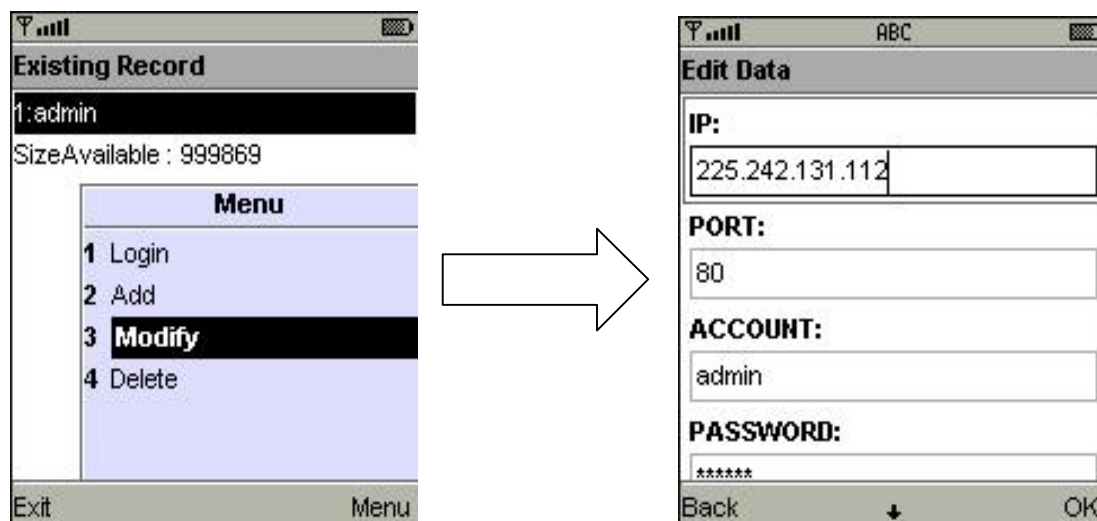 Existing Record
1:admin
SizeAvailable : 999869
Menu
1 Login
2 Add
3 Modify
4 Delete
Exit Menu
ABC
Edit Data
IP:
225.242.131.112
PORT:
80
ACCOUNT:
admin
PASSWORD:
******
Back OK